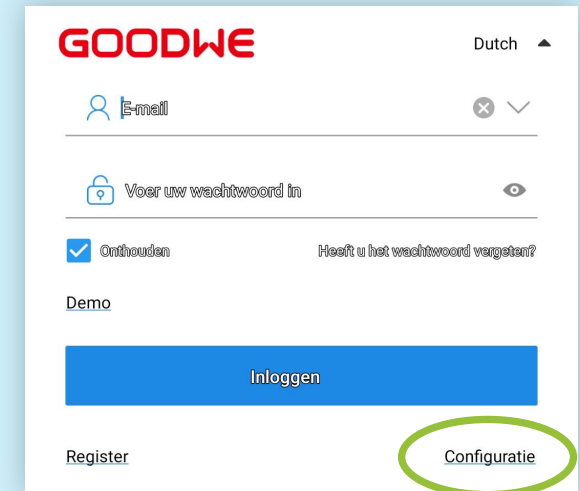 GOODWE
Dutch
E-mail
Voer uw wachtwoord in
Onthouden
Heeft u het wachtwoord vergeten?
Demo
Inloggen
Register
Configuratie